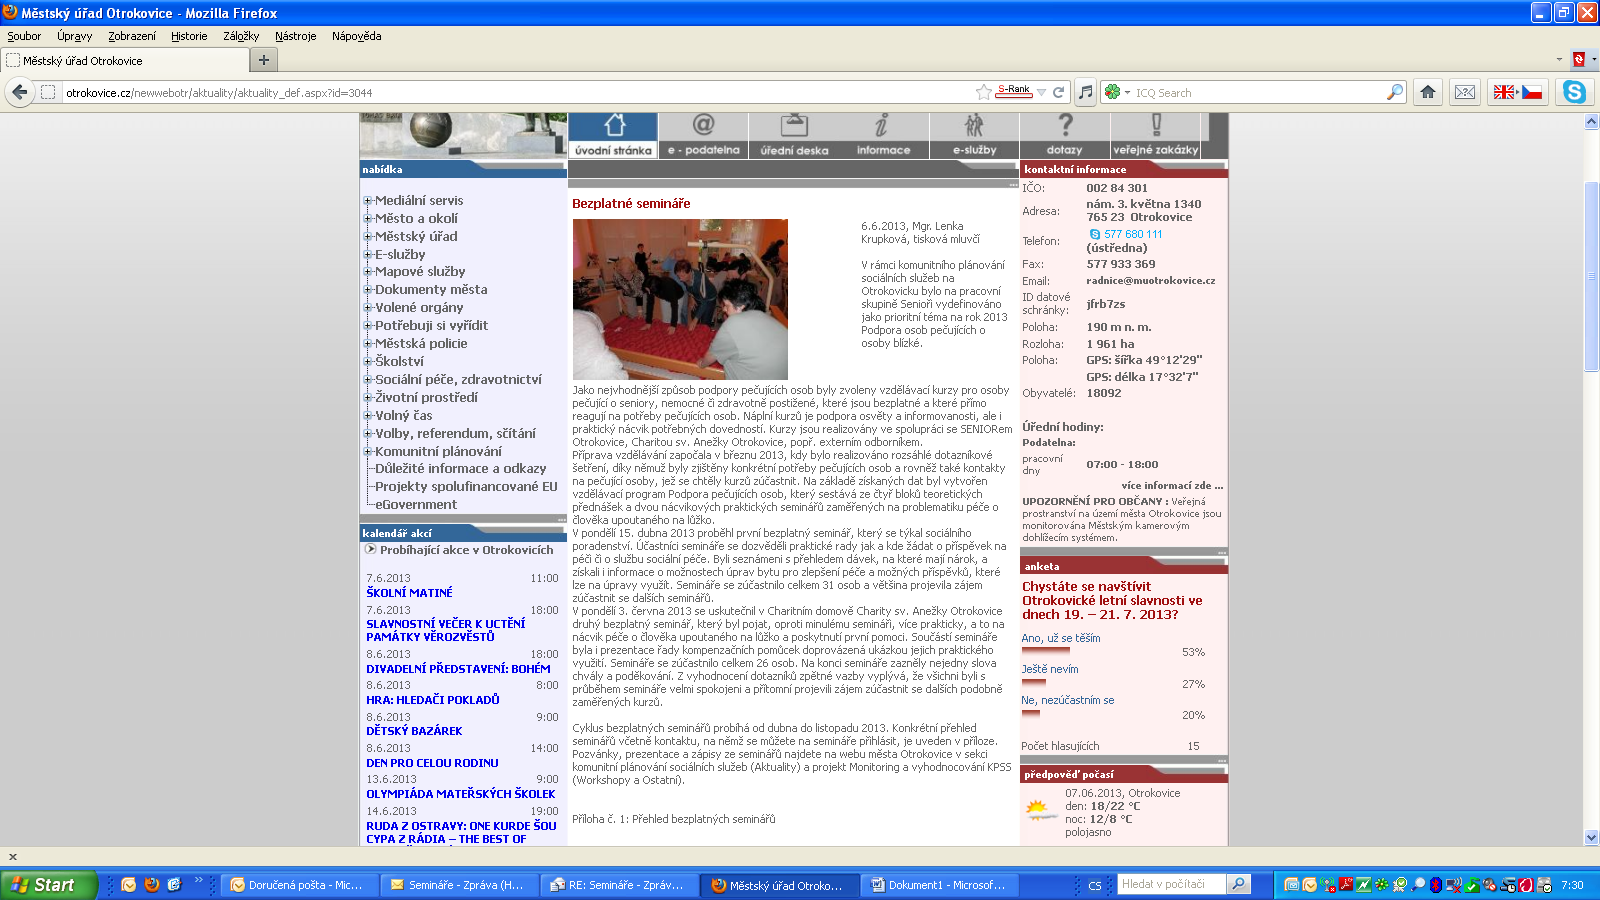 Městský úřad Otrokovice - Mozilla Firefox
Soubor Úpravy Zobrazení Historie Záložky Nástroje Nápověda
Městský úřad Otrokovice
otrokovice.cz/newwebotr/aktuality/aktuality_def.aspx?id=3044
S-Rank
ICQ Search
úvodní stránka
e - podatelna
úřední deska
informace
e-služby
dotazy
veřejné zakázky
nabídka
Mediální servis
Město a okolí
Městský úřad
E-služby
Mapové služby
Dokumenty města
Volené orgány
Potřebuji si vyřídit
Městská policie
Školství
Sociální péče, zdravotnictví
Životní prostředí
Volný čas
Volby, referendum, sčítání
Komunitní plánování
Důležité informace a odkazy
Projekty spolufinancované EU
eGovernment
kalendář akcí
Probíhající akce v Otrokovicích
7.6.2013 11:00
ŠKOLNÍ MATINÉ
7.6.2013 18:00
SLAVNOSTNÍ VEČER K UCTĚNÍ
PAMÁTKY VĚROZVĚSTŮ
8.6.2013 18:00
DIVADELNÍ PŘEDSTAVENÍ: BOHÉM
8.6.2013 8:00
HRA: HLEDAČI POKLADŮ
8.6.2013 9:00
DĚTSKÝ BAZÁREK
8.6.2013 14:00
DEN PRO CELOU RODINU
13.6.2013 9:00
OLYMPIÁDA MATEŘSKÝCH ŠKOLEK
14.6.2013 19:00
RUDA Z OSTRAVY: ONE KURDE ŠOU
CYPA Z RÁDIA – THE BEST OF
Bezplatné semináře
6.6.2013, Mgr. Lenka
Krupková, tisková mluvčí
V rámci komunitního plánování
sociálních služeb na
Otrokovicku bylo na pracovní
skupině Senioři vydefinováno
jako prioritní téma na rok 2013
Podpora osob pečujících o
osoby blízké.
Jako nejvhodnější způsob podpory pečujících osob byly zvoleny vzdělávací kurzy pro osoby
pečující o seniory, nemocné či zdravotně postižené, které jsou bezplatné a které přímo
reagují na potřeby pečujících osob. Náplní kurzů je podpora osvěty a informovanosti, ale i
praktický nácvik potřebných dovedností. Kurzy jsou realizovány ve spolupráci se SENIORem
Otrokovice, Charitou sv. Anežky Otrokovice, popř. externím odborníkem.
Příprava vzdělávání započala v březnu 2013, kdy bylo realizováno rozsáhlé dotazníkové
šetření, díky němuž byly zjištěny konkrétní potřeby pečujících osob a rovněž také kontakty
na pečující osoby, jež se chtěly kurzů zúčastnit. Na základě získaných dat byl vytvořen
vzdělávací program Podpora pečujících osob, který sestává ze čtyř bloků teoretických
přednášek a dvou nácvikových praktických seminářů zaměřených na problematiku péče o
člověka upoutaného na lůžko.
V pondělí 15. dubna 2013 proběhl první bezplatný seminář, který se týkal sociálního
poradenství. Účastníci semináře se dozvěděli praktické rady jak a kde žádat o příspěvek na
péči či o službu sociální péče. Byli seznámeni s přehledem dávek, na které mají nárok, a
získali i informace o možnostech úprav bytu pro zlepšení péče a možných příspěvků, které
lze na úpravy využít. Semináře se zúčastnilo celkem 31 osob a většina projevila zájem
zúčastnit se dalších seminářů.
V pondělí 3. června 2013 se uskutečnil v Charitním domově Charity sv. Anežky Otrokovice
druhý bezplatný seminář, který byl pojat, oproti minulému semináři, více prakticky, a to na
nácvik péče o člověka upoutaného na lůžko a poskytnutí první pomoci. Součástí semináře
byla i prezentace řady kompenzačních pomůcek doprovázená ukázkou jejich praktického
využití. Semináře se zúčastnilo celkem 26 osob. Na konci semináře zazněly nejedny slova
chvály a poděkování. Z vyhodnocení dotazníků zpětné vazby vyplývá, že všichni byli s
průběhem semináře velmi spokojeni a přítomní projevili zájem zúčastnit se dalších podobně
zaměřených kurzů.
Cyklus bezplatných seminářů probíhá od dubna do listopadu 2013. Konkrétní přehled
seminářů včetně kontaktu, na němž se můžete na semináře přihlásit, je uveden v příloze.
Pozvánky, prezentace a zápisy ze seminářů najdete na webu města Otrokovice v sekci
komunitní plánování sociálních služeb (Aktuality) a projekt Monitoring a vyhodnocování KPSS
(Workshopy a Ostatní).
Příloha č. 1: Přehled bezplatných seminářů
kontaktní informace
IČO: 002 84 301
Adresa: nám. 3. května 1340
765 23 Otrokovice
Telefon: 577 680 111
(ústředna)
Fax: 577 933 369
Email: radnice@muotrokovice.cz
ID datové
schránky: jfrb7zs
Poloha: 190 m n. m.
Rozloha: 1 961 ha
Poloha: GPS: šířka 49°12'29"
GPS: délka 17°32'7"
Obyvatelé: 18092
Úřední hodiny:
Podatelna:
pracovní
dny 07:00 - 18:00
více informací zde ...
UPOZORNĚNÍ PRO OBČANY : Veřejná
prostranství na území města Otrokovice jsou
monitorována Městským kamerovým
dohlížecím systémem.
anketa
Chystáte se navštívit
Otrokovické letní slavnosti ve
dnech 19. – 21. 7. 2013?
Ano, už se těším
53%
Ještě nevím
27%
Ne, nezúčastním se
20%
Počet hlasujících 15
předpověď počasí
07.06.2013, Otrokovice
den: 18/22 °C
noc: 12/8 °C
polojasno
x
Start
Doručená pošta - Mic...
Semináře - Zpráva (H...
RE: Semináře - Zpráv...
Městský úřad Otroko...
Dokument1 - Microsof...
CS
Hledat v počítači
7:30